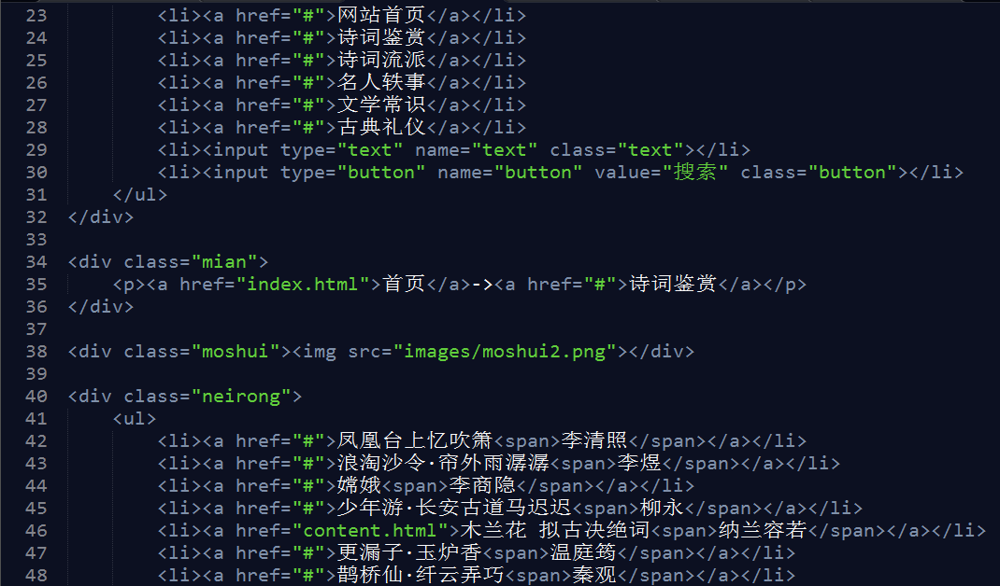 23 <li><a href="#">网站首页</a></li>
24 <li><a href="#">诗词鉴赏</a></li>
25 <li><a href="#">诗词流派</a></li>
26 <li><a href="#">名人轶事</a></li>
27 <li><a href="#">文学常识</a></li>
28 <li><a href="#">古典礼仪</a></li>
29 <li><input type="text" name="text" class="text"></li>
30 <li><input type="button" name="button" value="搜索" class="button"></li>
31 </ul>
32 </div>
33
34 <div class="mian">
35 <p><a href="index.html">首页</a>-><a href="#">诗词鉴赏</a></p>
36 </div>
37
38 <div class="moshui"><img src="images/moshui2.png"></div>
39
40 <div class="neirong">
41 <ul>
42 <li><a href="#">凤凰台上忆吹箫<span>李清照</span></a></li>
43 <li><a href="#">浪淘沙令·帘外雨潺潺<span>李煜</span></a></li>
44 <li><a href="#">嫦娥<span>李商隐</span></a></li>
45 <li><a href="#">少年游·长安古道马迟迟<span>柳永</span></a></li>
46 <li><a href="content.html">木兰花 拟古决绝词<span>纳兰容若</span></a></li>
47 <li><a href="#">更漏子·玉炉香<span>温庭筠</span></a></li>
48 <li><a href="#">鹊桥仙·纤云弄巧<span>秦观</span></a></li>